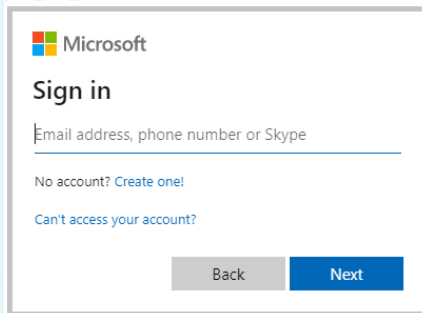 Microsoft
Sign in
Email address, phone number or Skype
No account? Create one!
Can't access your account?
Back Next